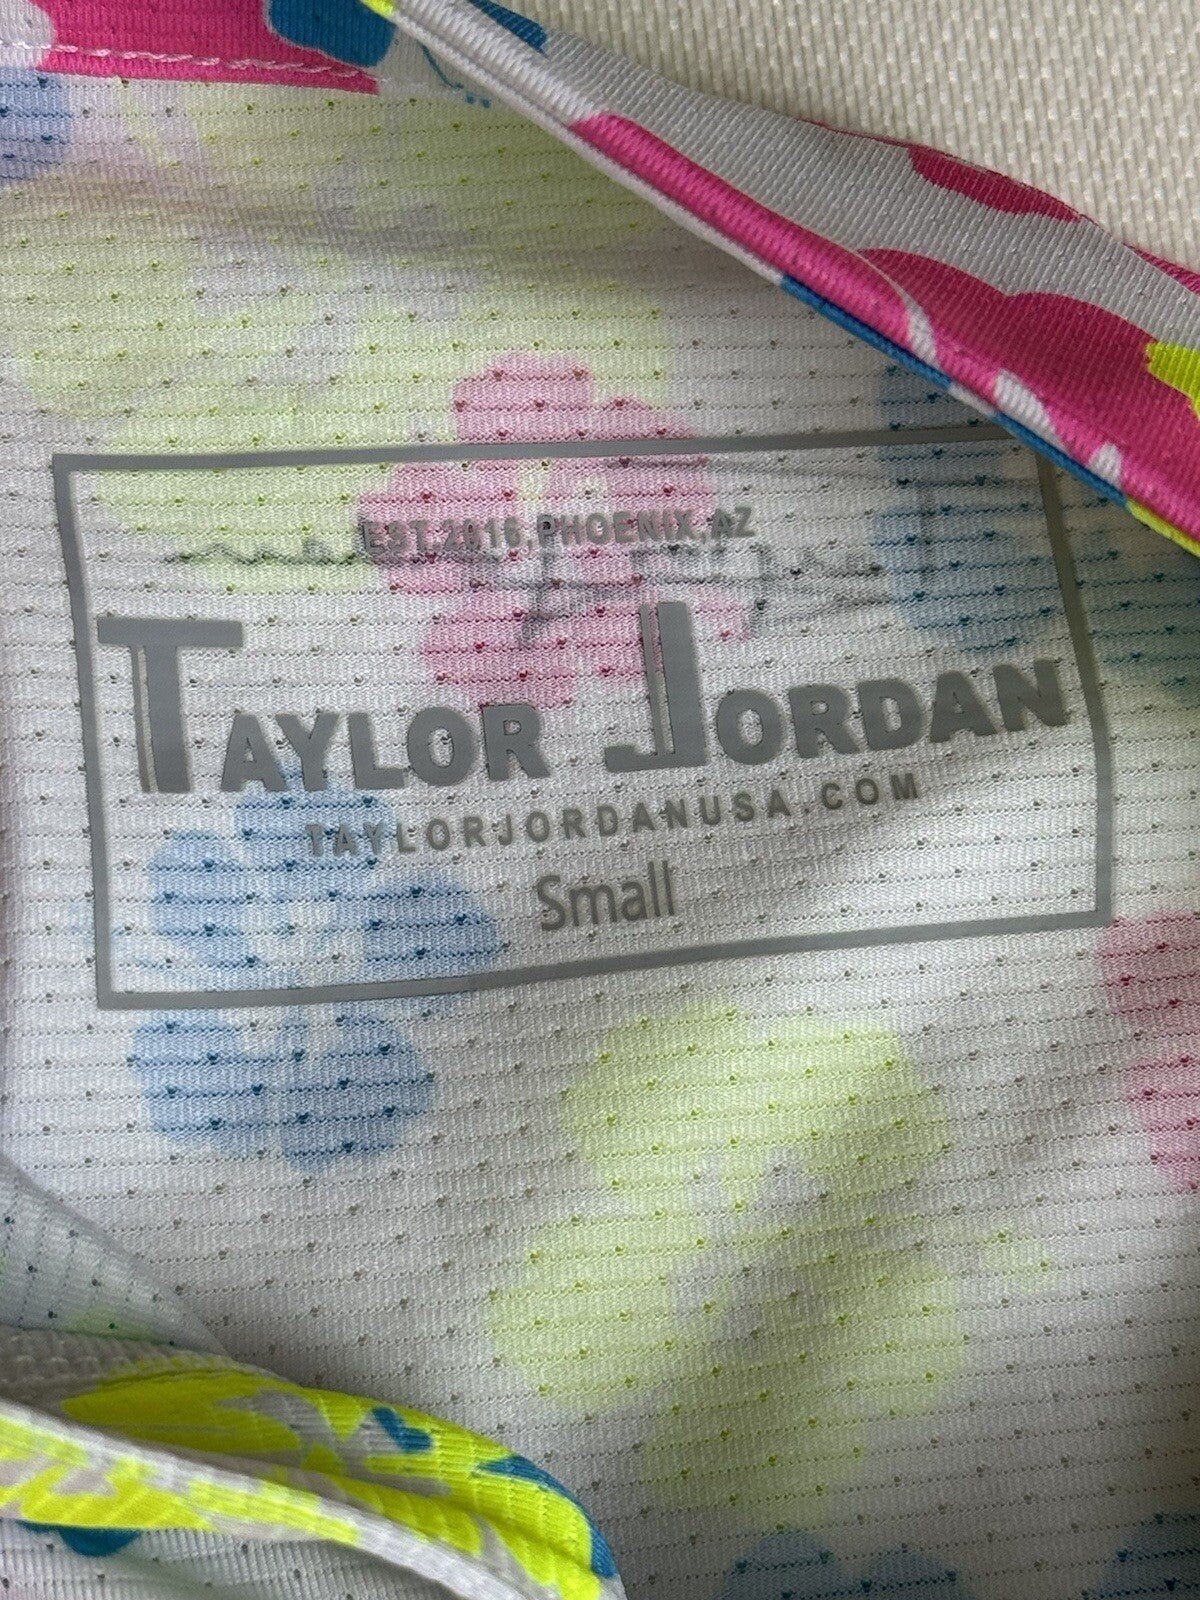 EST.2016,PHOENIX,AZ
TAYLOR JORDAN
TAYLORJORDANUSA.COM
Small